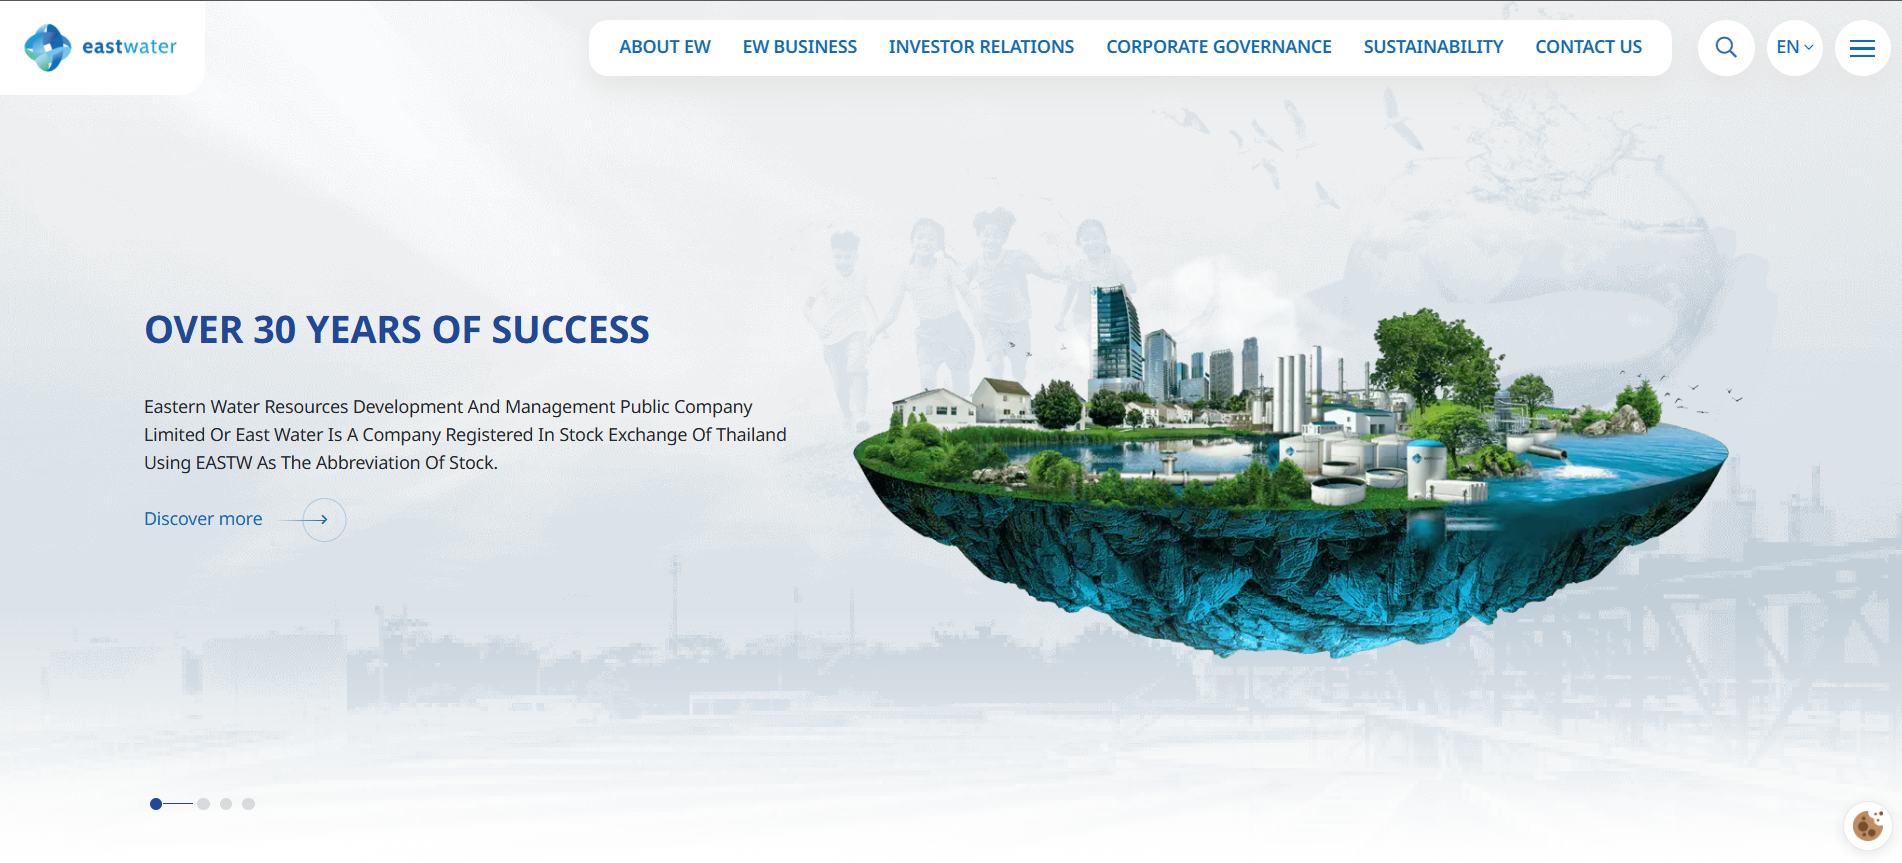 eastwater
ABOUT EW
EW BUSINESS
INVESTOR RELATIONS
CORPORATE GOVERNANCE
SUSTAINABILITY
CONTACT US
EN
OVER 30 YEARS OF SUCCESS
Eastern Water Resources Development And Management Public Company
Limited Or East Water Is A Company Registered In Stock Exchange Of Thailand
Using EASTW As The Abbreviation Of Stock.
Discover more